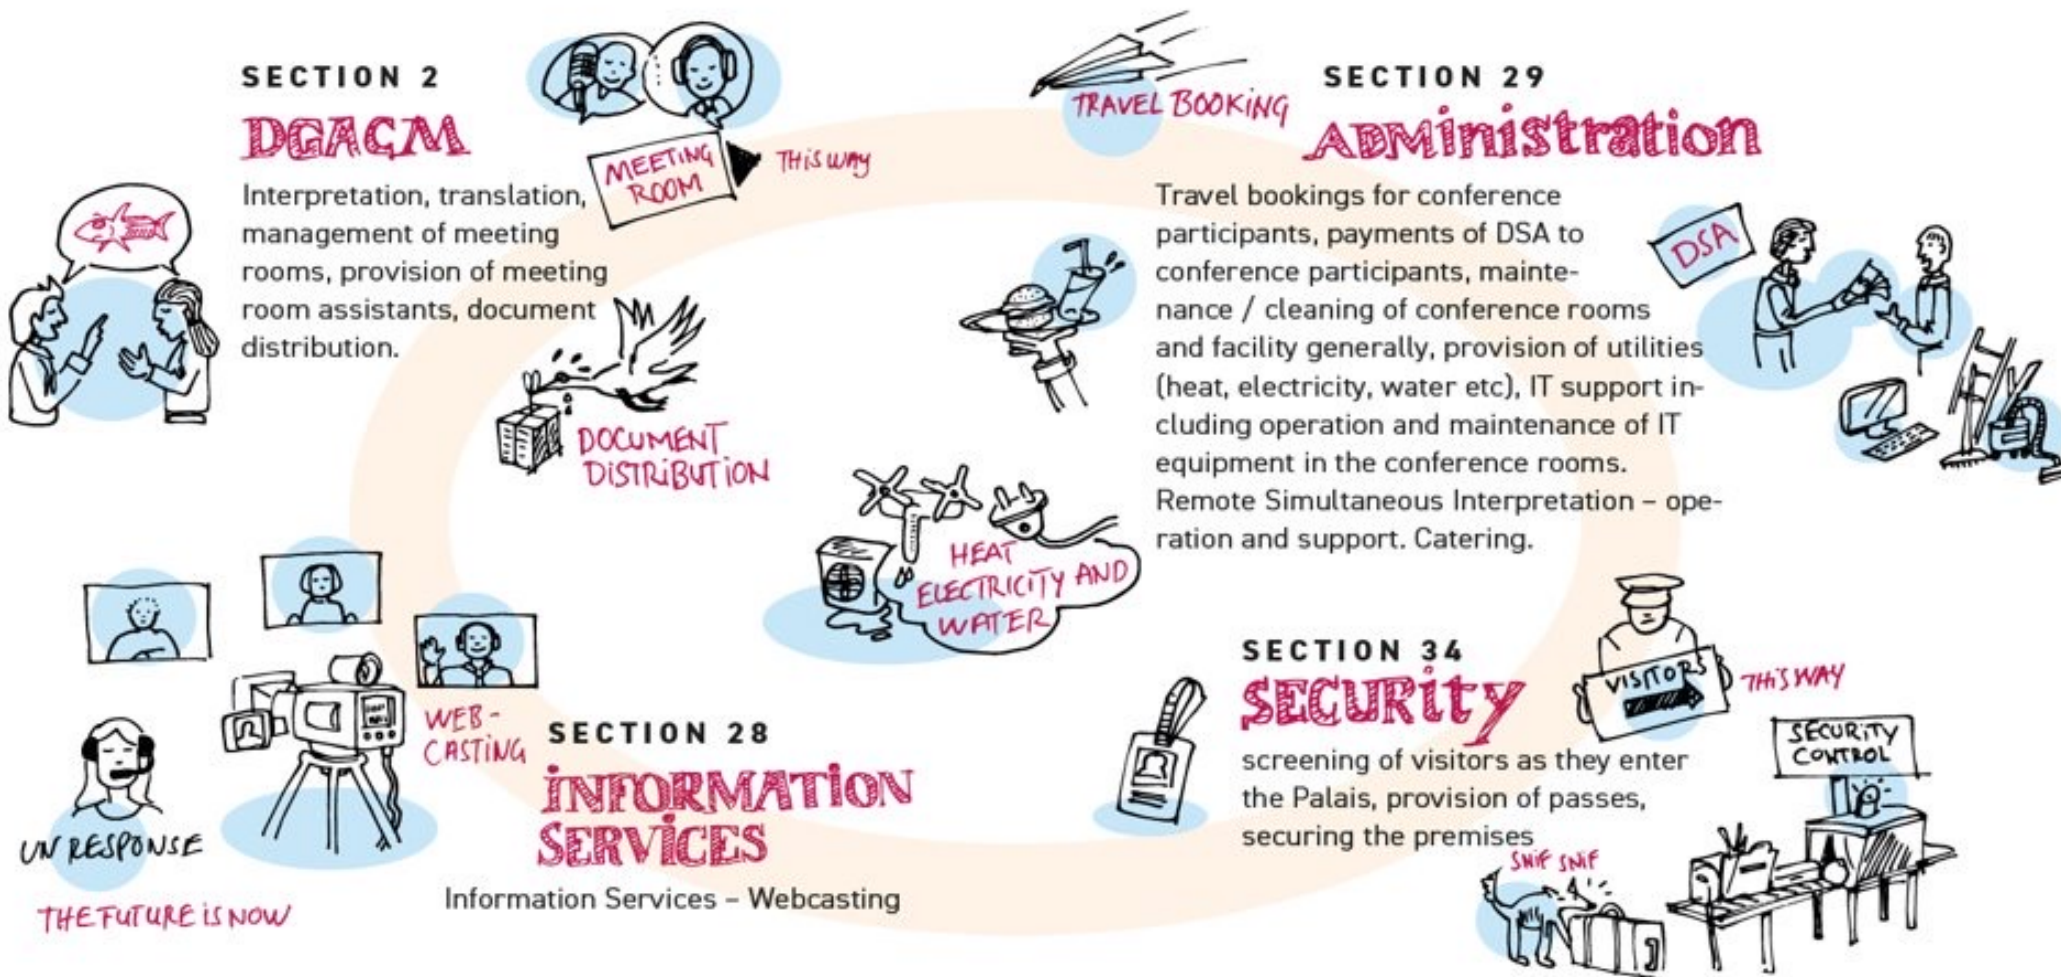 SECTION 2
DGACM
Interpretation, translation,
management of meeting
rooms, provision of meeting
room assistants, document
distribution.
MEETING
ROOM
THIS WAY
DOCUMENT
DISTRIBUTION
TRAVEL BOOKING
SECTION 29
ADMinistration
Travel bookings for conference
participants, payments of DSA to
conference participants, mainte-
nance / cleaning of conference rooms
and facility generally, provision of utilities
(heat, electricity, water etc), IT support in-
cluding operation and maintenance of IT
equipment in the conference rooms.
Remote Simultaneous Interpretation – ope-
ration and support. Catering.
DSA
HEAT
ELECTRICITY AND
WATER
WEB-
CASTING
UN RESPONSE
THE FUTURE IS NOW
SECTION 28
INFORMATION
SERVICES
Information Services – Webcasting
SECTION 34
SECURity
screening of visitors as they enter
the Palais, provision of passes,
securing the premises
VISITORS
THIS WAY
SECURITY
CONTROL
SNIF SNIF